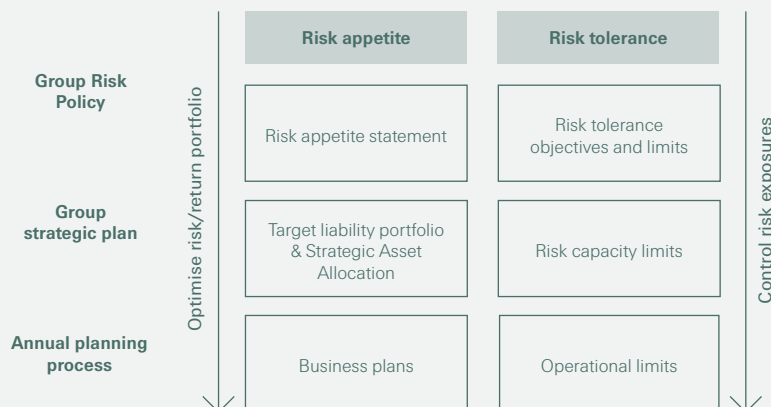 Risk appetite
Risk tolerance
Group Risk
Policy
Optimise risk/return portfolio
Risk appetite statement
Risk tolerance
objectives and limits
Control risk exposures
Group
strategic plan
Target liability portfolio
& Strategic Asset
Allocation
Risk capacity limits
Annual planning
process
Business plans
Operational limits